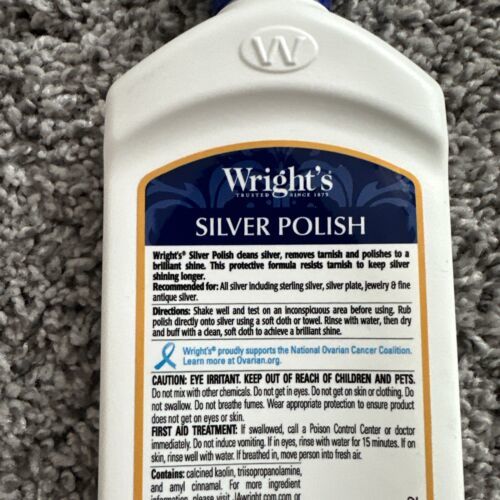 W
Wright's
TRUSTED SINCE 1873
SILVER POLISH
Wright's® Silver Polish cleans silver, removes tarnish and polishes to a
brilliant shine. This protective formula resists tarnish to keep silver
shining longer.
Recommended for: All silver including sterling silver, silver plate, jewelry & fine
antique silver.
Directions: Shake well and test on an inconspicuous area before using. Rub
polish directly onto silver using a soft cloth or towel. Rinse with water, then dry
and buff with a clean, soft cloth to achieve a brilliant shine.
Wright's® proudly supports the National Ovarian Cancer Coalition.
Learn more at Ovarian.org.
CAUTION: EYE IRRITANT. KEEP OUT OF REACH OF CHILDREN AND PETS.
Do not mix with other chemicals. Do not get in eyes. Do not get on skin or clothing. Do
not swallow. Do not breathe fumes. Wear appropriate protection to ensure product
does not get on eyes or skin.
FIRST AID TREATMENT: If swallowed, call a Poison Control Center or doctor
immediately. Do not induce vomiting. If in eyes, rinse with water for 15 minutes. If on
skin, rinse well with water. If breathed in, move person into fresh air.
Contains: calcined kaolin, triisopropanolamine,
and amyl cinnamal. For more ingredient
information, please visit JAwright.com or